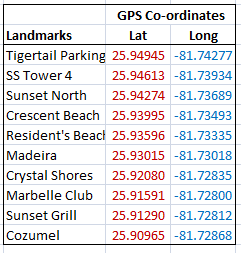 GPS Co-ordinates
Landmarks Lat Long
Tigertail Parking 25.94945 -81.74277
SS Tower 4 25.94613 -81.73934
Sunset North 25.94274 -81.73689
Crescent Beach 25.93995 -81.73493
Resident's Beach 25.93596 -81.73335
Madeira 25.93015 -81.73018
Crystal Shores 25.92080 -82.72835
Marbelle Club 25.91591 -81.72800
Sunset Grill 25.91290 -81.72812
Cozumel 25.90965 -81.72868